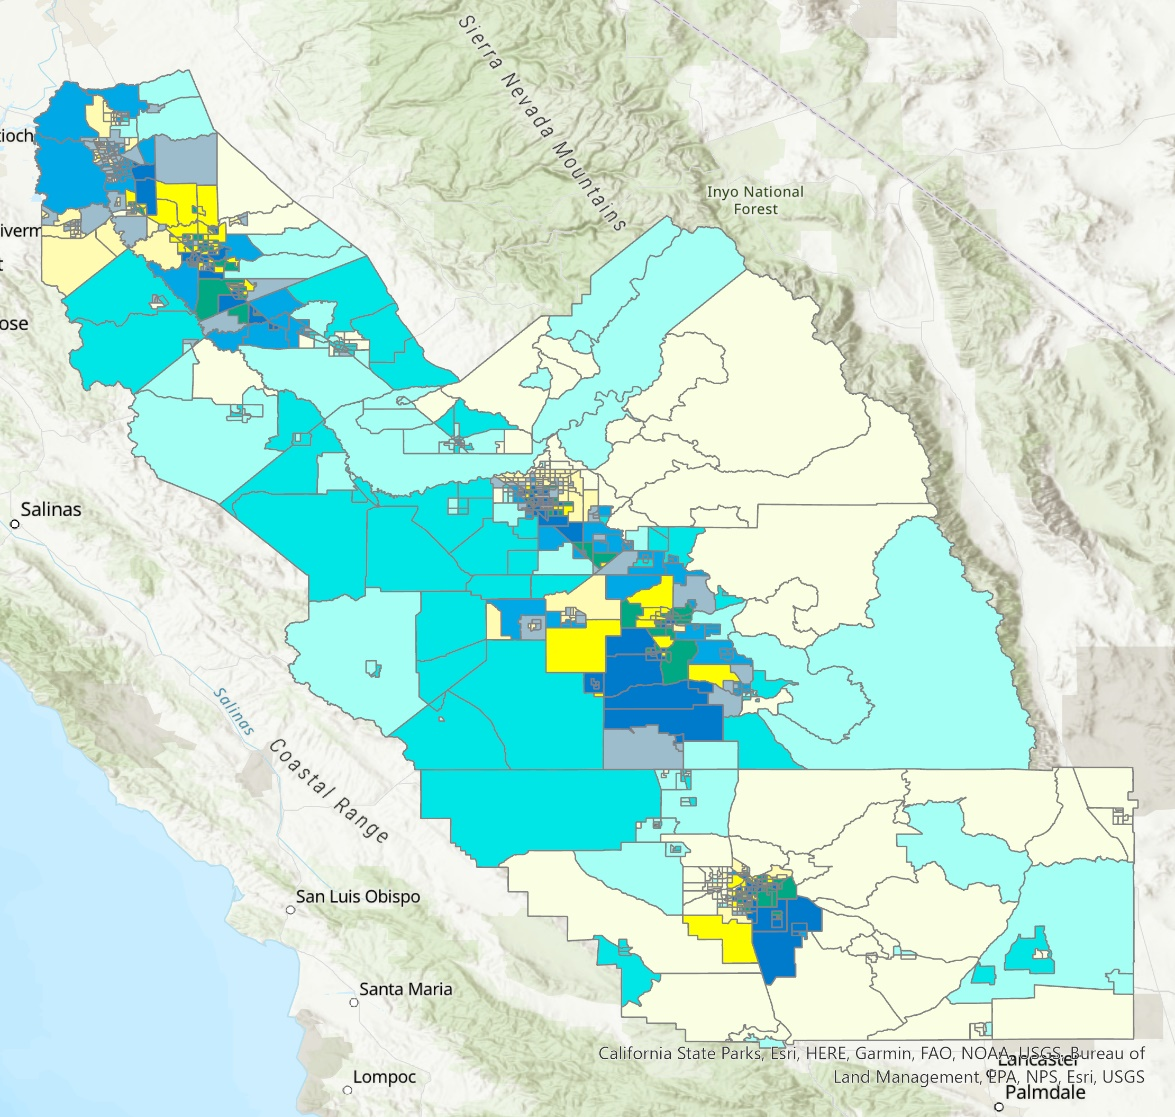 Sierra Nevada Mountains
ioch
Inyo National
Forest
iverm
t
ose
Salinas
Salinas
Coastal Range
San Luis Obispo
Santa Maria
California State Parks, Esri, HERE, Garmin, FAO, NOAA, USGS, Bureau of
Lancaster
Land Management, EPA, NPS, Esri, USGS
Lompoc
Palmdale